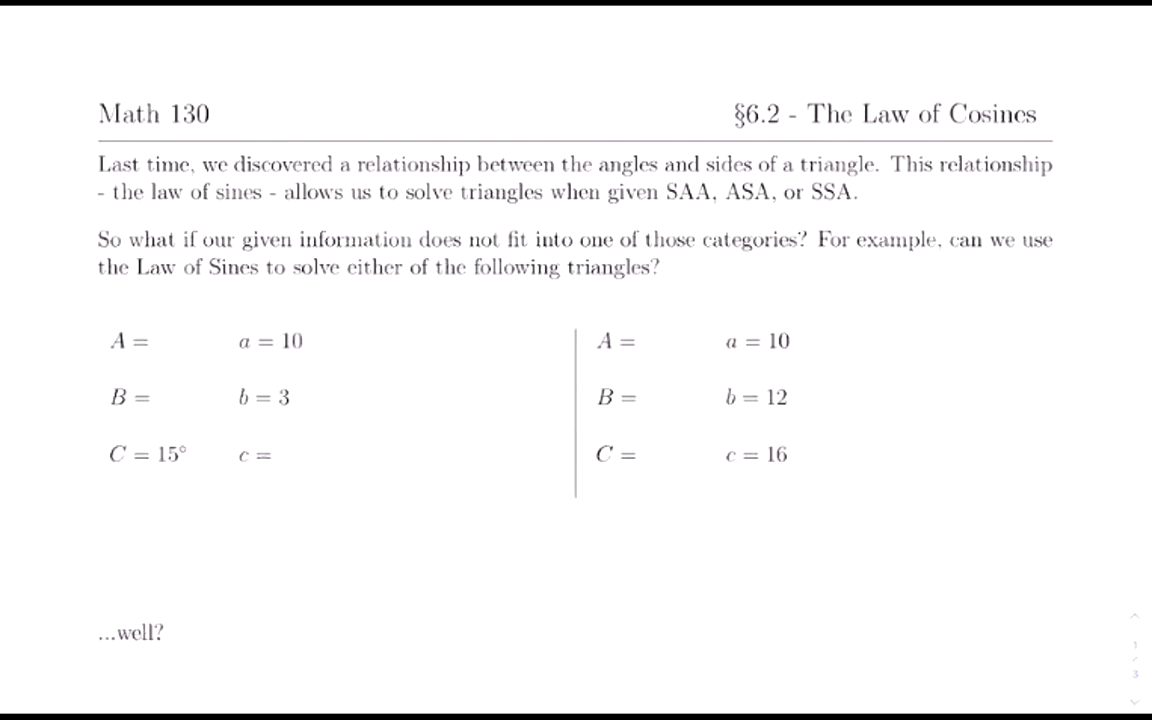 Math 130
§6.2 - The Law of Cosines
Last time, we discovered a relationship between the angles and sides of a triangle. This relationship
- the law of sines - allows us to solve triangles when given SAA, ASA, or SSA.
So what if our given information does not fit into one of those categories? For example, can we use
the Law of Sines to solve either of the following triangles?
A = a = 10
B = b = 3
C = 15° c =
A = a = 10
B = b = 12
C = c = 16
...well?
1
/
3